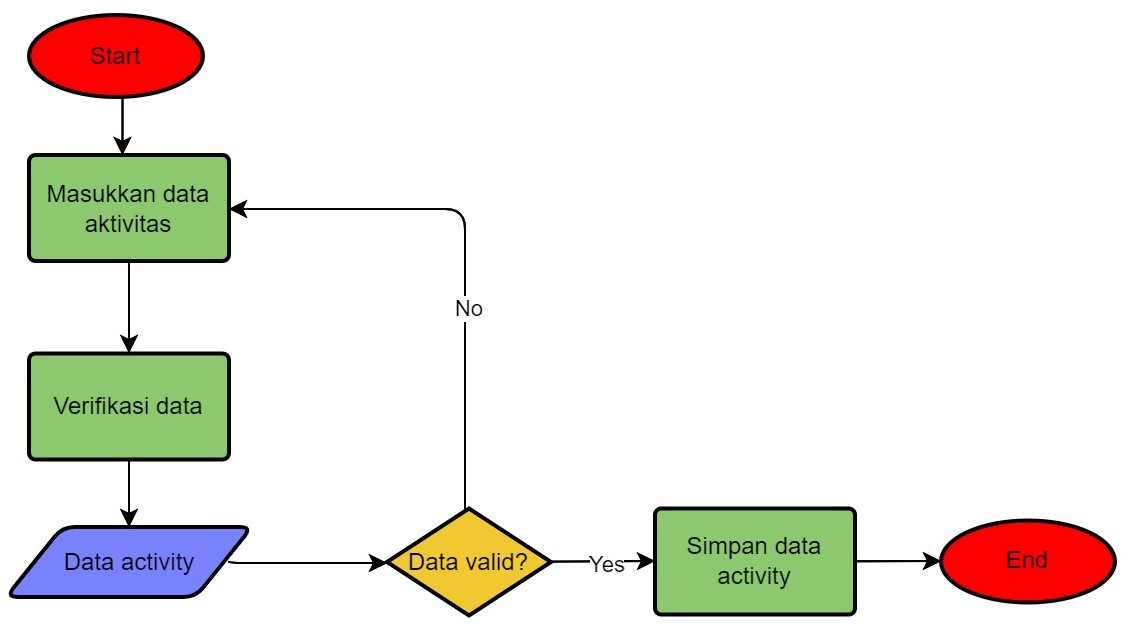 Start
Masukkan data
aktivitas
No
Verifikasi data
Data activity
Data valid?
Yes
Simpan data
activity
End